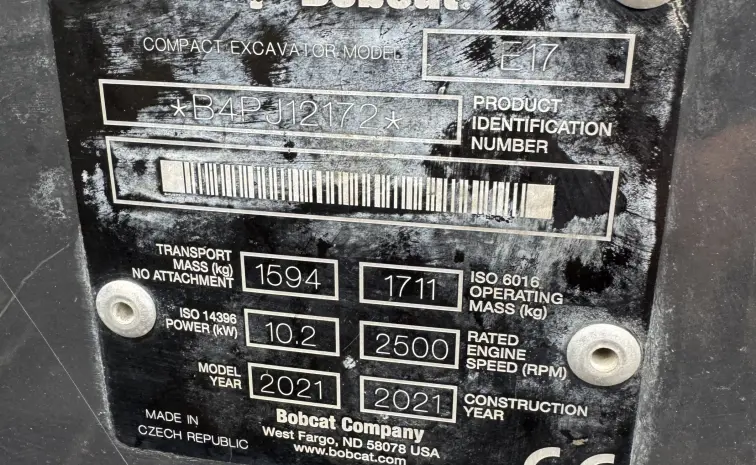 Bobcat.
COMPACT EXCAVATOR MODEL
E17
*B4PJ12172*
PRODUCT
IDENTIFICATION
NUMBER
TRANSPORT
MASS (kg)
NO ATTACHMENT
1594
1711
ISO 6016
OPERATING
MASS (kg)
ISO 14396
POWER (kW)
10.2
2500
RATED
ENGINE
SPEED (RPM)
MODEL
YEAR
2021
2021
CONSTRUCTION
YEAR
MADE IN
CZECH REPUBLIC
Bobcat Company
West Fargo, ND 58078 USA
www.bobcat.com
CE